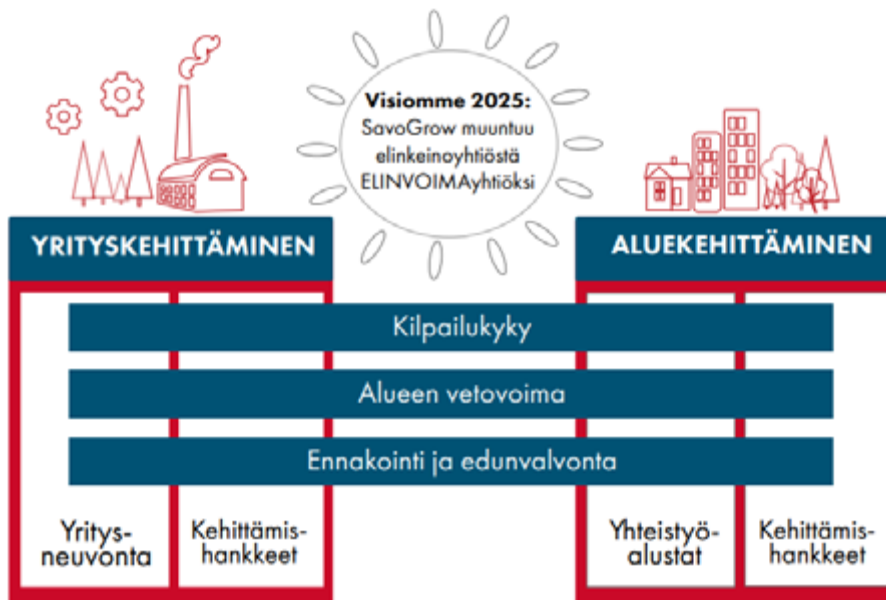 Visiomme 2025:
SavoGrow muuntuu
elinkeinoyhtiöstä
ELINVOIMAyhtiöksi
YRITYSKEHITTÄMINEN
ALUEKEHITTÄMINEN
Kilpailukyky
Alueen vetovoima
Ennakointi ja edunvalvonta
Yritys-
neuvonta
Kehittämis-
hankkeet
Yhteistyö-
alustat
Kehittämis-
hankkeet